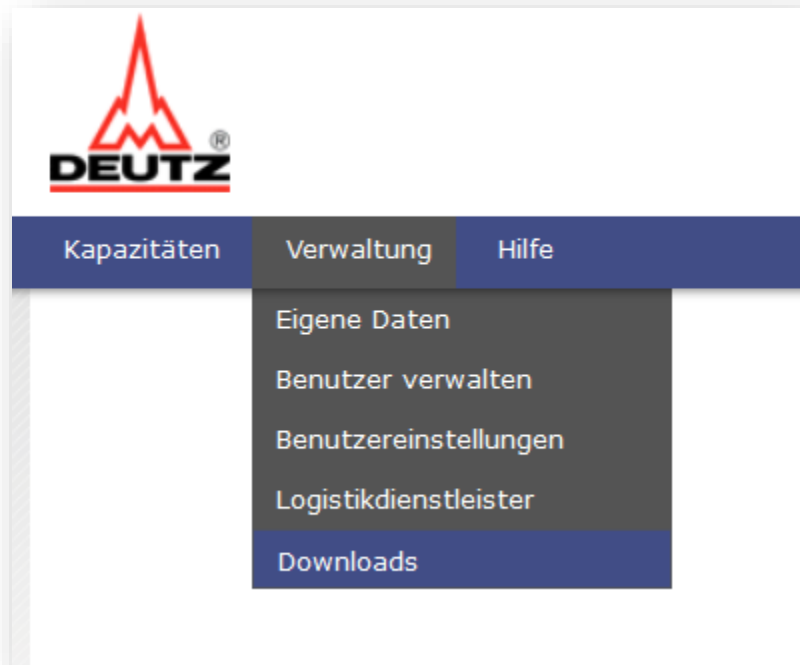 DEUTZ®
Kapazitäten Verwaltung Hilfe
Eigene Daten
Benutzer verwalten
Benutzereinstellungen
Logistikdienstleister
Downloads